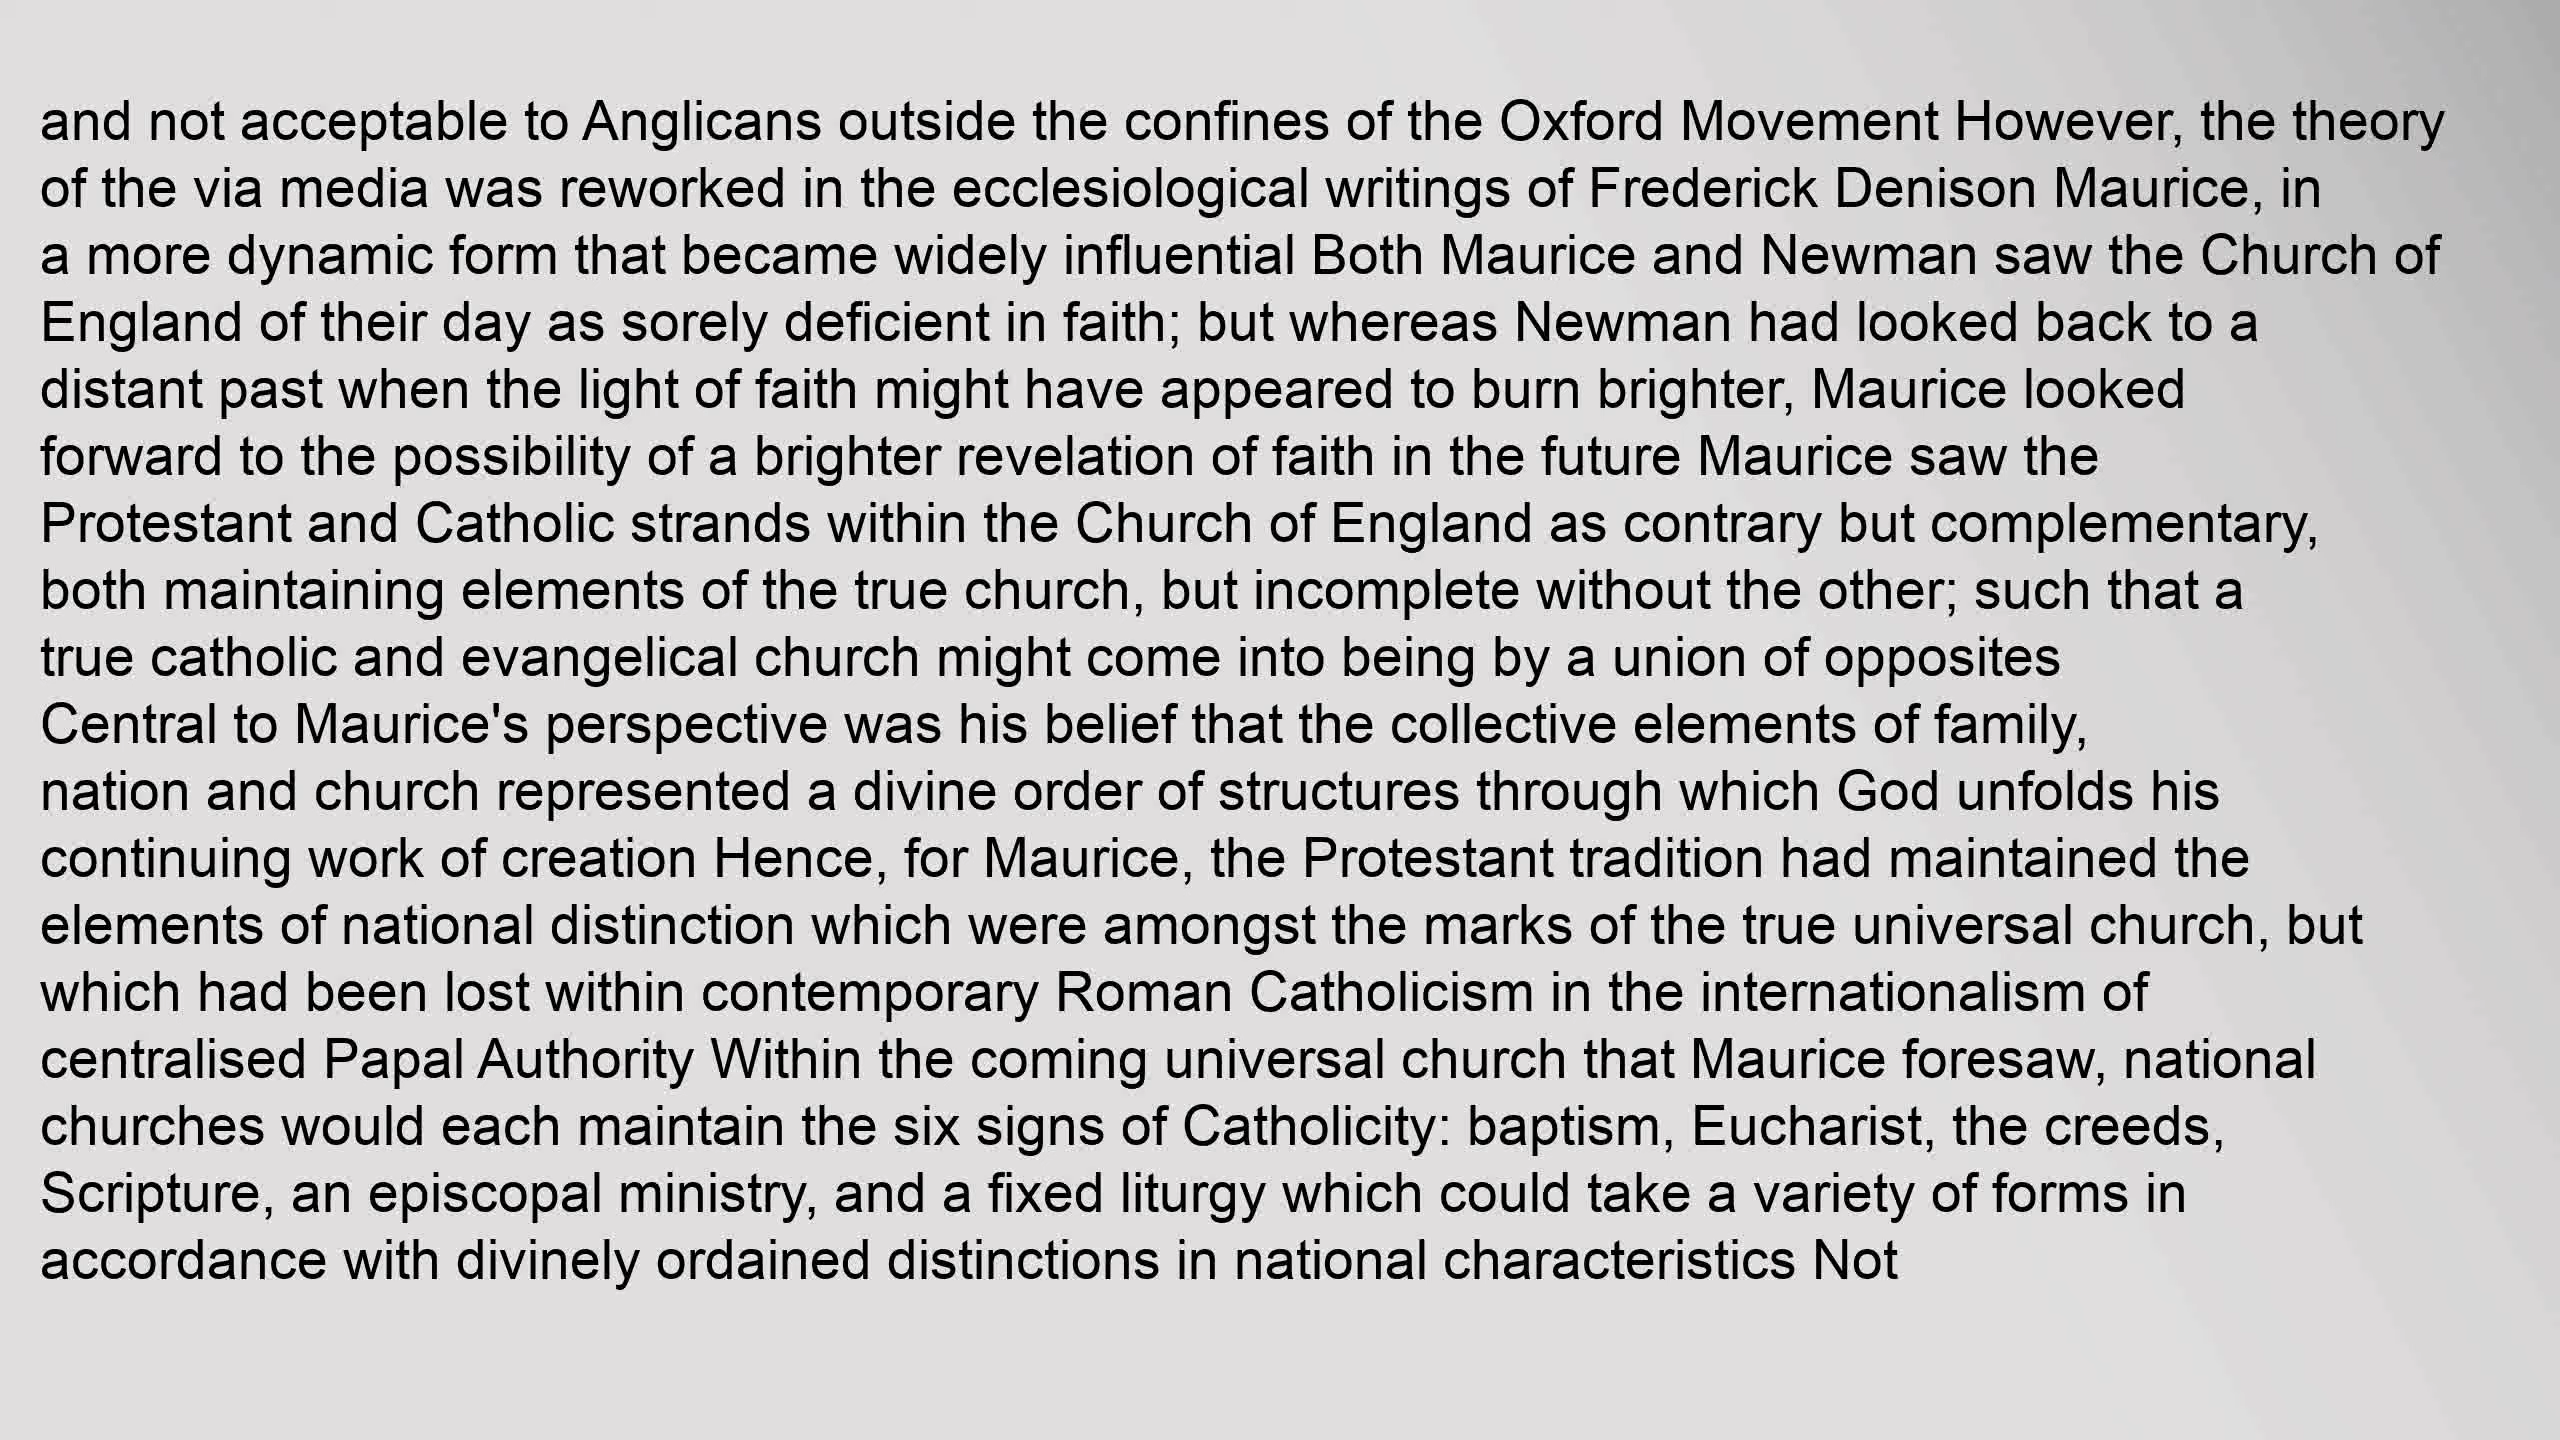 and not acceptable to Anglicans outside the confines of the Oxford Movement However, the theory
of the via media was reworked in the ecclesiological writings of Frederick Denison Maurice, in
a more dynamic form that became widely influential Both Maurice and Newman saw the Church of
England of their day as sorely deficient in faith; but whereas Newman had looked back to a
distant past when the light of faith might have appeared to burn brighter, Maurice looked
forward to the possibility of a brighter revelation of faith in the future Maurice saw the
Protestant and Catholic strands within the Church of England as contrary but complementary,
both maintaining elements of the true church, but incomplete without the other; such that a
true catholic and evangelical church might come into being by a union of opposites
Central to Maurice's perspective was his belief that the collective elements of family,
nation and church represented a divine order of structures through which God unfolds his
continuing work of creation Hence, for Maurice, the Protestant tradition had maintained the
elements of national distinction which were amongst the marks of the true universal church, but
which had been lost within contemporary Roman Catholicism in the internationalism of
centralised Papal Authority Within the coming universal church that Maurice foresaw, national
churches would each maintain the six signs of Catholicity: baptism, Eucharist, the creeds,
Scripture, an episcopal ministry, and a fixed liturgy which could take a variety of forms in
accordance with divinely ordained distinctions in national characteristics Not